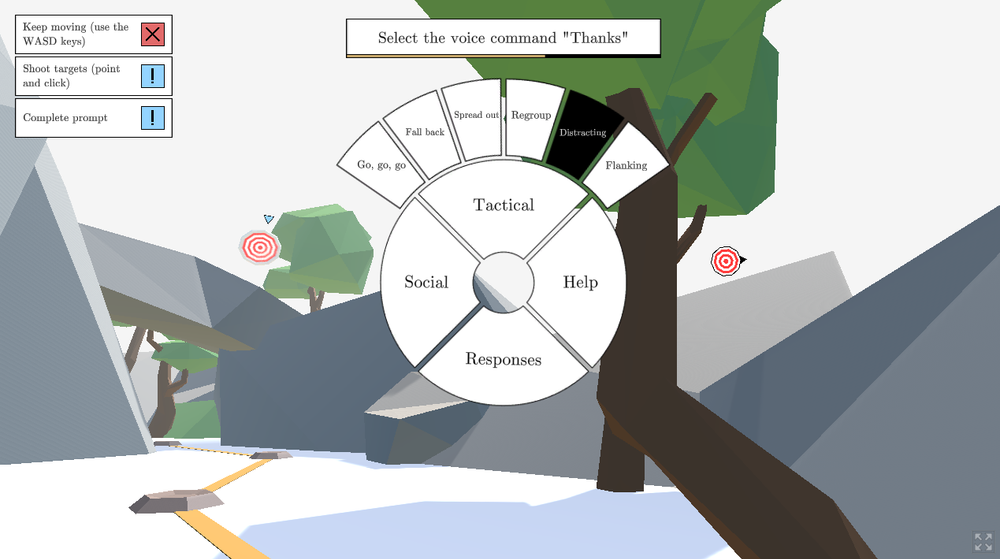 Keep moving (use the
WASD keys)
Shoot targets (point
and click)
!
Complete prompt
!
Select the voice command "Thanks"
Go, go, go
Fall back
Spread out
Regroup
Distracting
Flanking
Tactical
Social
Help
Responses